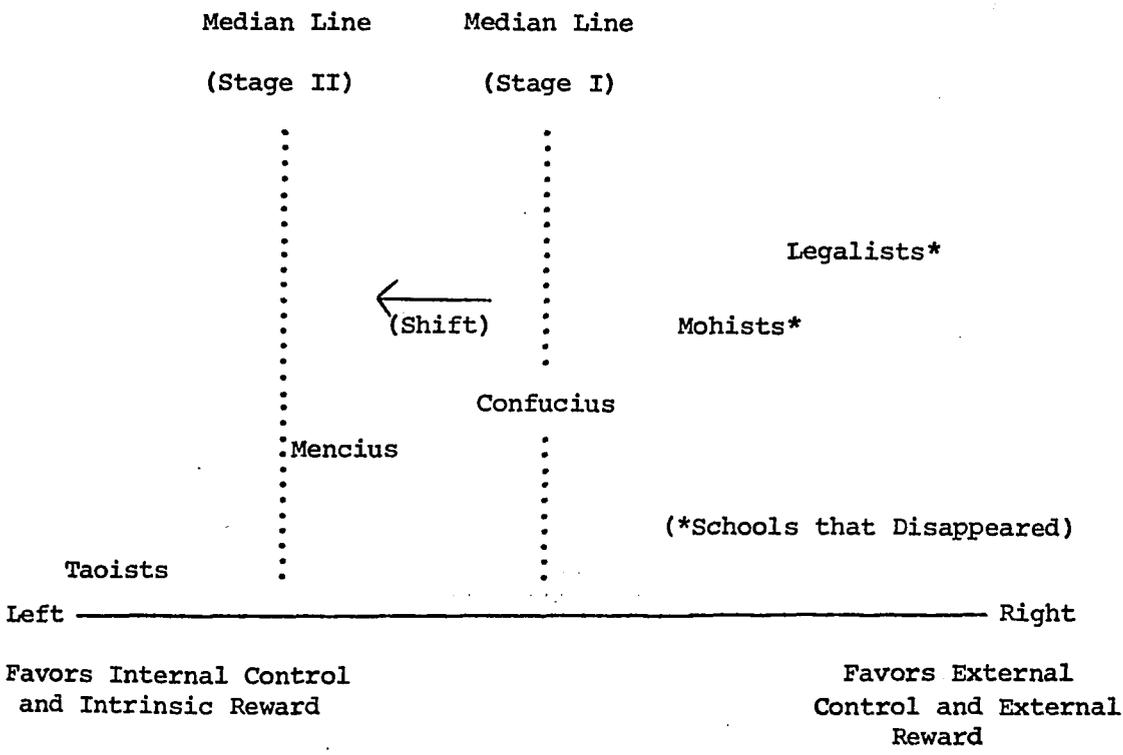 Median Line Median Line
(Stage II) (Stage I)
Legalists*
(Shift) Mohists*
Confucius
Mencius
(*Schools that Disappeared)
Taoists
Left Right
Favors Internal Control Favors External
and Intrinsic Reward Control and External
Reward